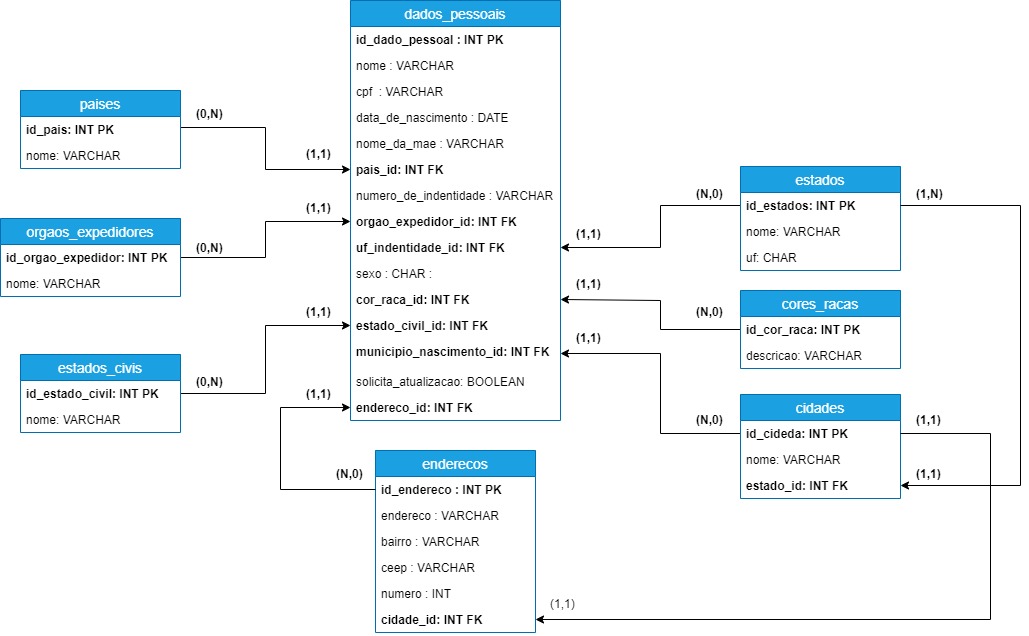 dados_pessoais
id_dado_pessoal : INT PK
nome : VARCHAR
cpf : VARCHAR
data_de_nascimento : DATE
nome_da_mae : VARCHAR
pais_id: INT FK
numero_de_indentidade : VARCHAR
orgao_expedidor_id: INT FK
uf_indentidade_id: INT FK
sexo : CHAR :
cor_raca_id: INT FK
estado_civil_id: INT FK
municipio_nascimento_id: INT FK
solicita_atualizacao: BOOLEAN
endereco_id: INT FK
paises
id_pais: INT PK
nome: VARCHAR
(0,N)
(1,1)
orgaos_expedidores
id_orgao_expedidor: INT PK
nome: VARCHAR
(1,1)
(0,N)
estados_civis
id_estado_civil: INT PK
nome: VARCHAR
(1,1)
(0,N)
(1,1)
(N,0)
enderecos
id_endereco : INT PK
endereco : VARCHAR
bairro : VARCHAR
ceep : VARCHAR
numero : INT
cidade_id: INT FK
(1,1)
estados
id_estados: INT PK
nome: VARCHAR
uf: CHAR
(N,0)
(1,1)
(1,N)
cores_racas
id_cor_raca: INT PK
descricao: VARCHAR
(1,1)
(N,0)
cidades
id_cideda: INT PK
nome: VARCHAR
estado_id: INT FK
(1,1)
(N,0)
(1,1)
(1,1)